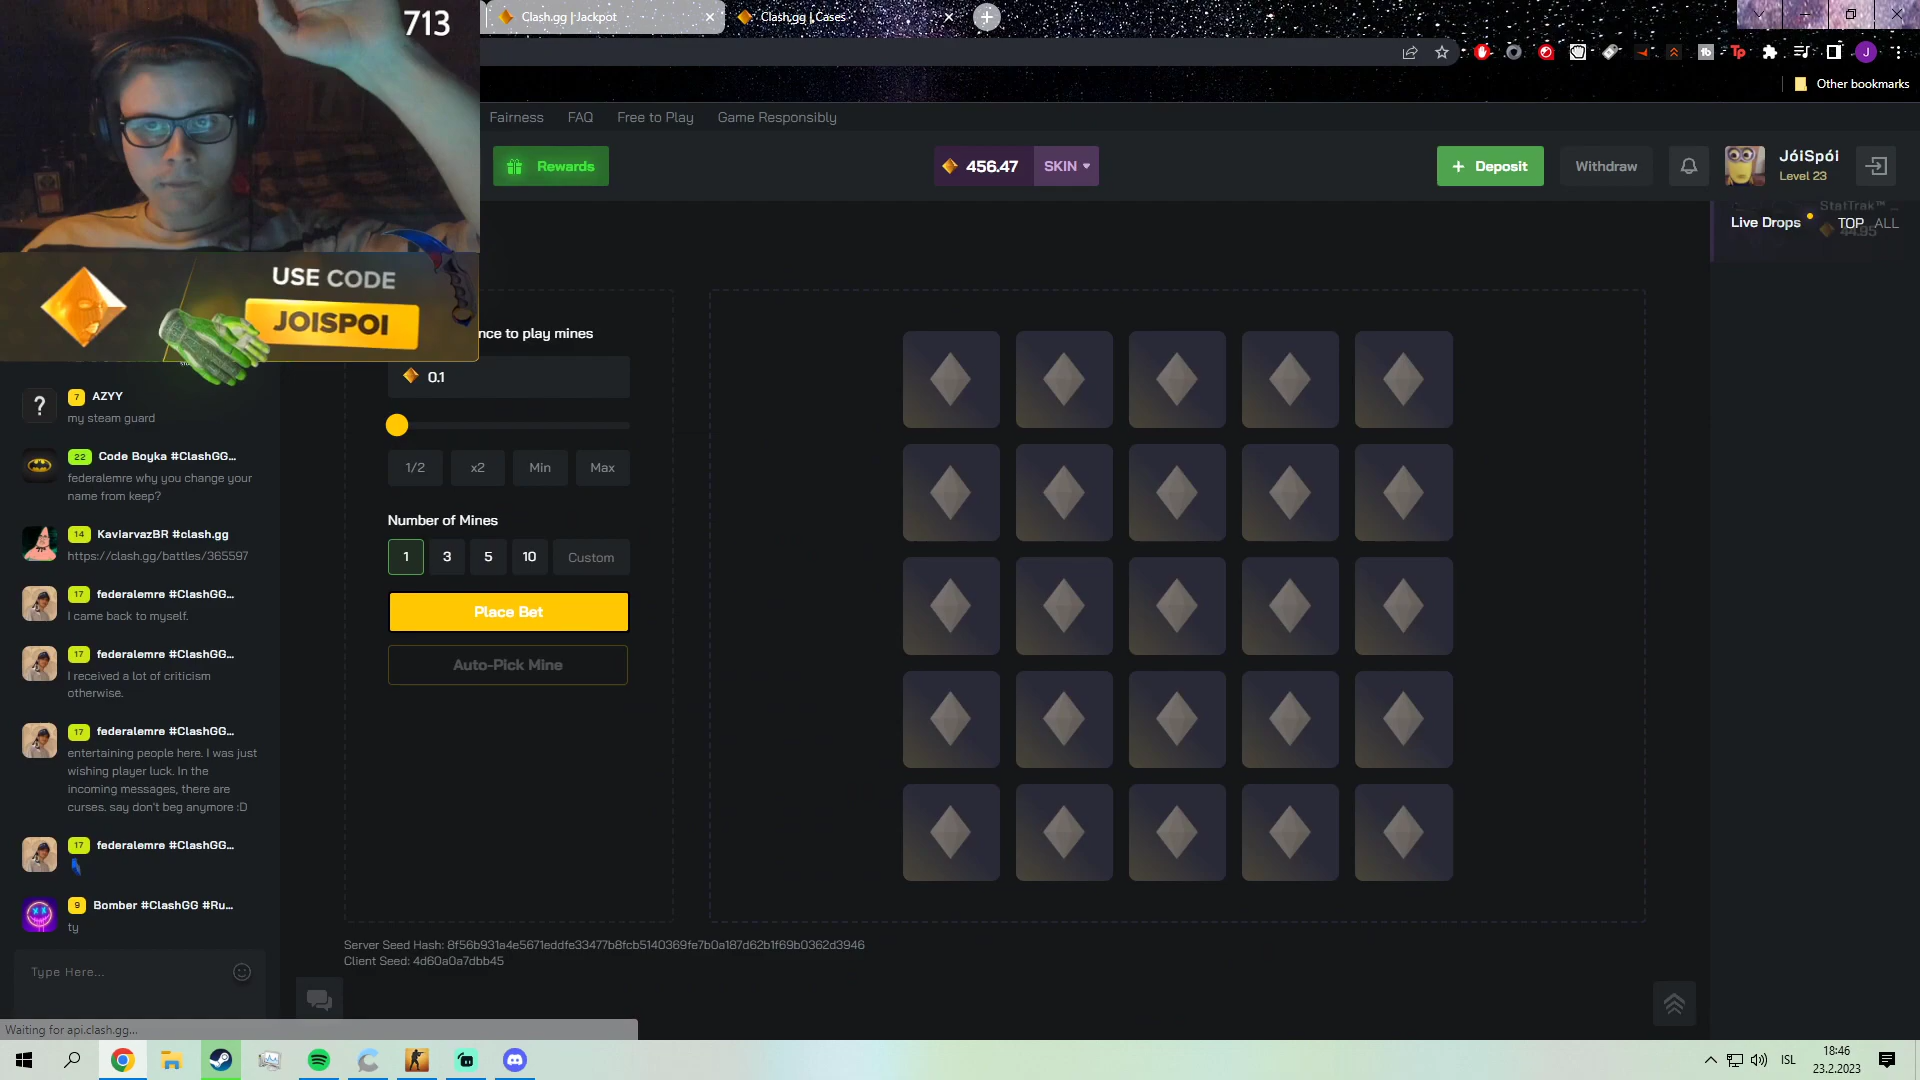 713
Clash.gg | Jackpot
Clash.gg | Cases
Other bookmarks
Fairness FAQ Free to Play Game Responsibly
Rewards
456.47 SKIN
Deposit
Withdraw
JóiSpói
Level 23
StatTrak™
44.95
Live Drops TOP ALL
USE CODE
JOISPOI
nce to play mines
0.1
1/2 x2 Min Max
Number of Mines
1 3 5 10 Custom
Place Bet
Auto-Pick Mine
7 AZYY
my steam guard
22 Code Boyka #ClashGG...
federalemre why you change your
name from keep?
14 KaviarvazBR #clash.gg
https://clash.gg/battles/365597
17 federalemre #ClashGG...
I came back to myself.
17 federalemre #ClashGG...
I received a lot of criticism
otherwise.
17 federalemre #ClashGG...
entertaining people here. I was just
wishing player luck. In the
incoming messages, there are
curses. say don't beg anymore :D
17 federalemre #ClashGG...
9 Bomber #ClashGG #Ru...
ty
Type Here...
Server Seed Hash: 8f56b931a4e5671eddfe33477b8fcb5140369fe7b0a187d62b1f69b0362d3946
Client Seed: 4d60a0a7dbb45
Waiting for api.clash.gg...
ISL
18:46
23.2.2023